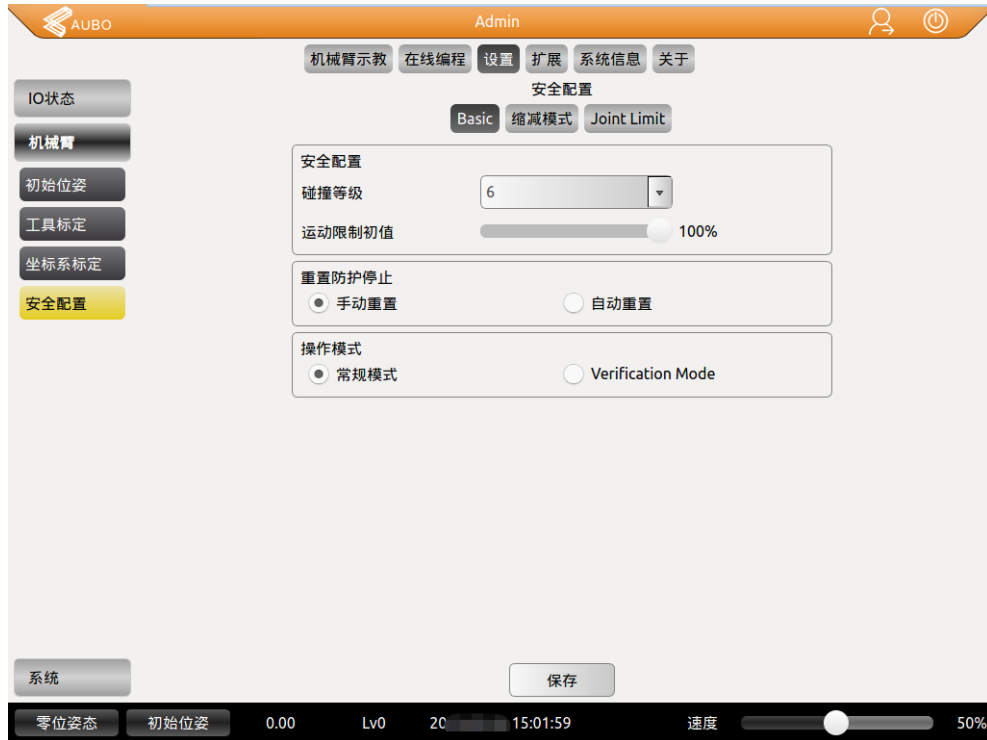 AUBO Admin
机械臂示教 在线编程 设置 扩展 系统信息 关于
安全配置
Basic 缩减模式 Joint Limit
IO状态
机械臂
初始位姿
工具标定
坐标系标定
安全配置
安全配置
碰撞等级 6
运动限制初值 100%
重置防护停止
手动重置 自动重置
操作模式
常规模式 Verification Mode
系统
保存
零位姿态 初始位姿 0.00 Lv0 20 15:01:59 速度 50%